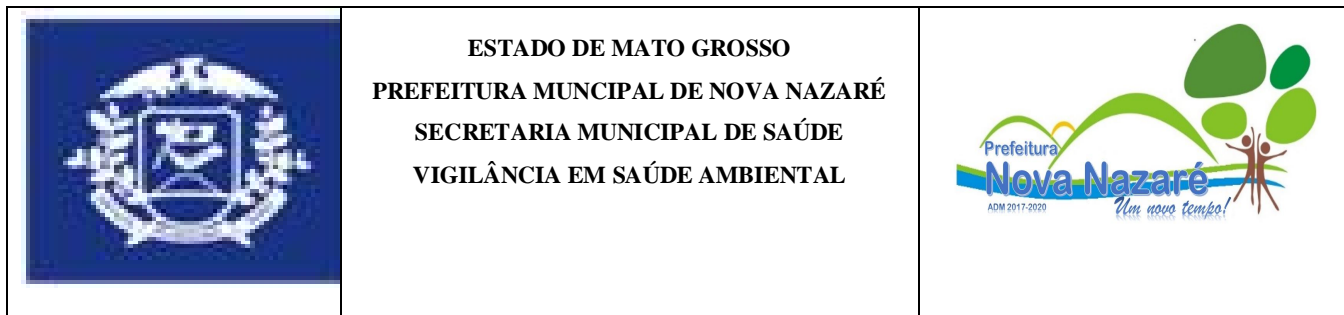 ESTADO DE MATO GROSSO
PREFEITURA MUNCIPAL DE NOVA NAZARÉ
SECRETARIA MUNICIPAL DE SAÚDE
VIGILÂNCIA EM SAÚDE AMBIENTAL
Prefeitura
Nova Nazaré
ADM 2017-2020
Um novo tempo!